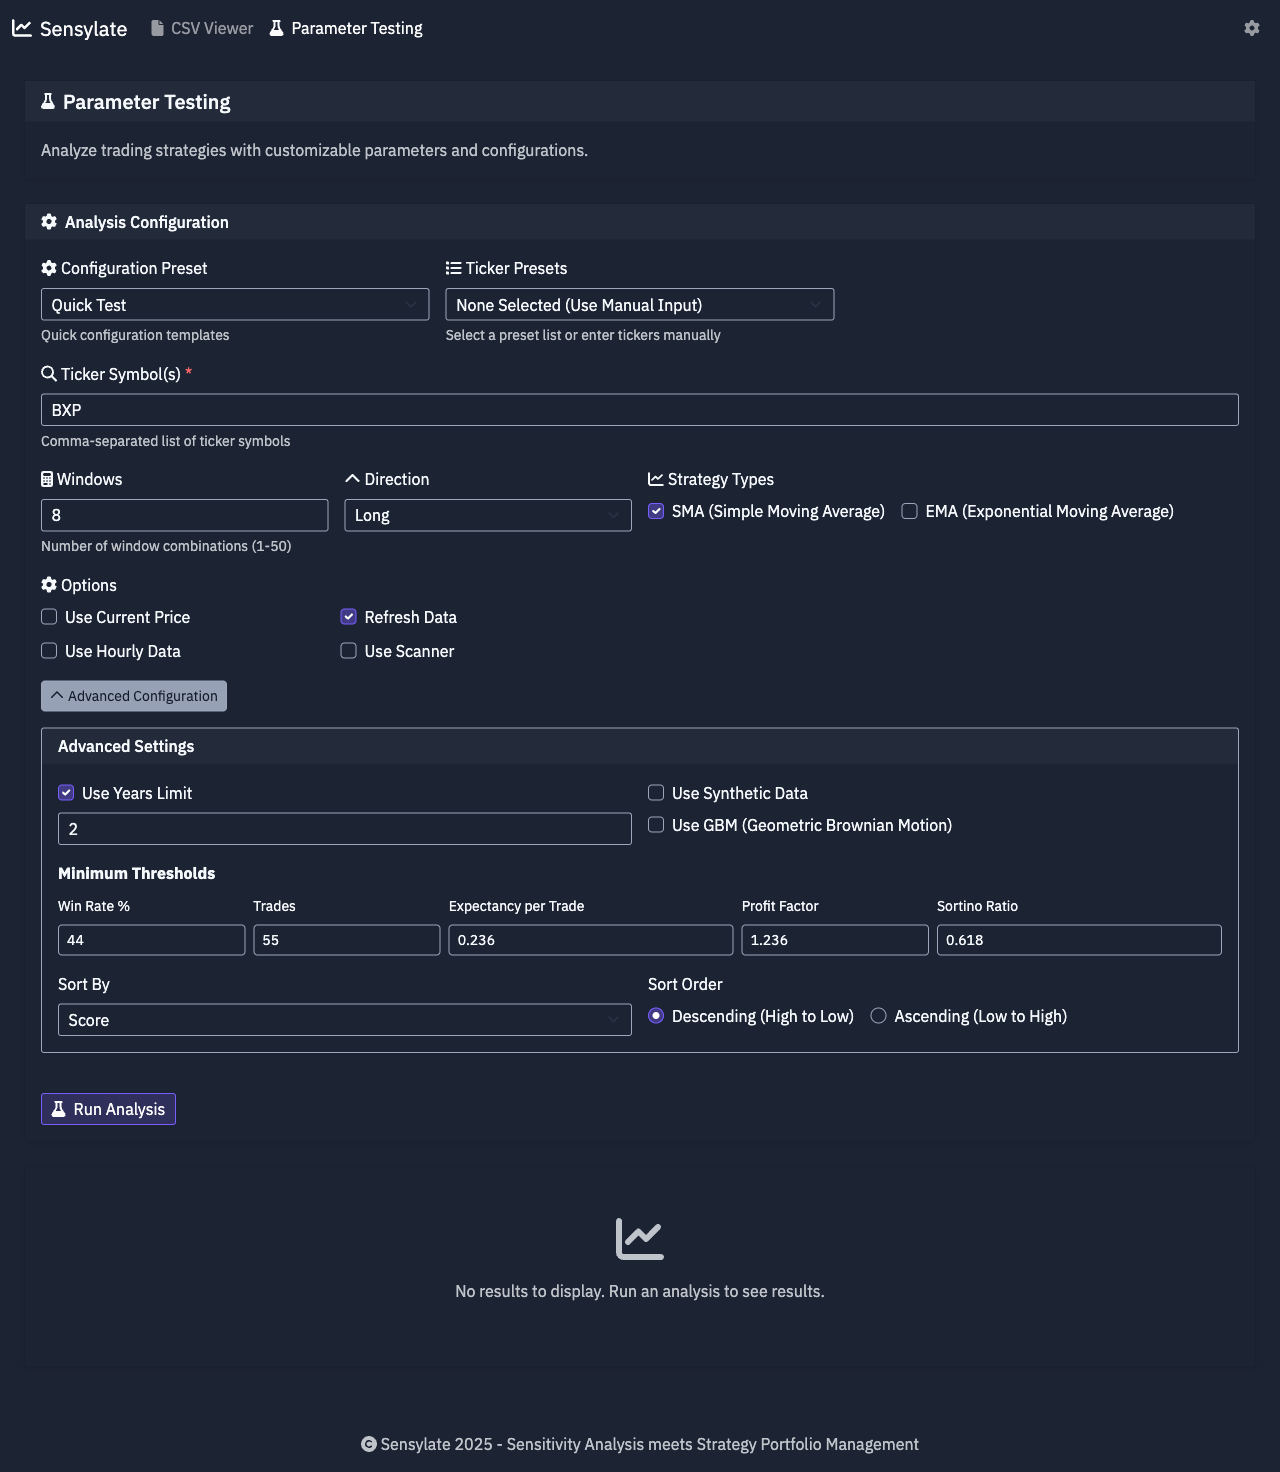 Sensylate CSV Viewer Parameter Testing
Parameter Testing
Analyze trading strategies with customizable parameters and configurations.
Analysis Configuration
Configuration Preset Ticker Presets
Quick Test None Selected (Use Manual Input)
Quick configuration templates Select a preset list or enter tickers manually
Ticker Symbol(s) *
BXP
Comma-separated list of ticker symbols
Windows Direction Strategy Types
8 Long SMA (Simple Moving Average) EMA (Exponential Moving Average)
Number of window combinations (1-50)
Options
Use Current Price Refresh Data
Use Hourly Data Use Scanner
Advanced Configuration
Advanced Settings
Use Years Limit Use Synthetic Data
2 Use GBM (Geometric Brownian Motion)
Minimum Thresholds
Win Rate % Trades Expectancy per Trade Profit Factor Sortino Ratio
44 55 0.236 1.236 0.618
Sort By Sort Order
Score Descending (High to Low) Ascending (Low to High)
Run Analysis
No results to display. Run an analysis to see results.
© Sensylate 2025 - Sensitivity Analysis meets Strategy Portfolio Management